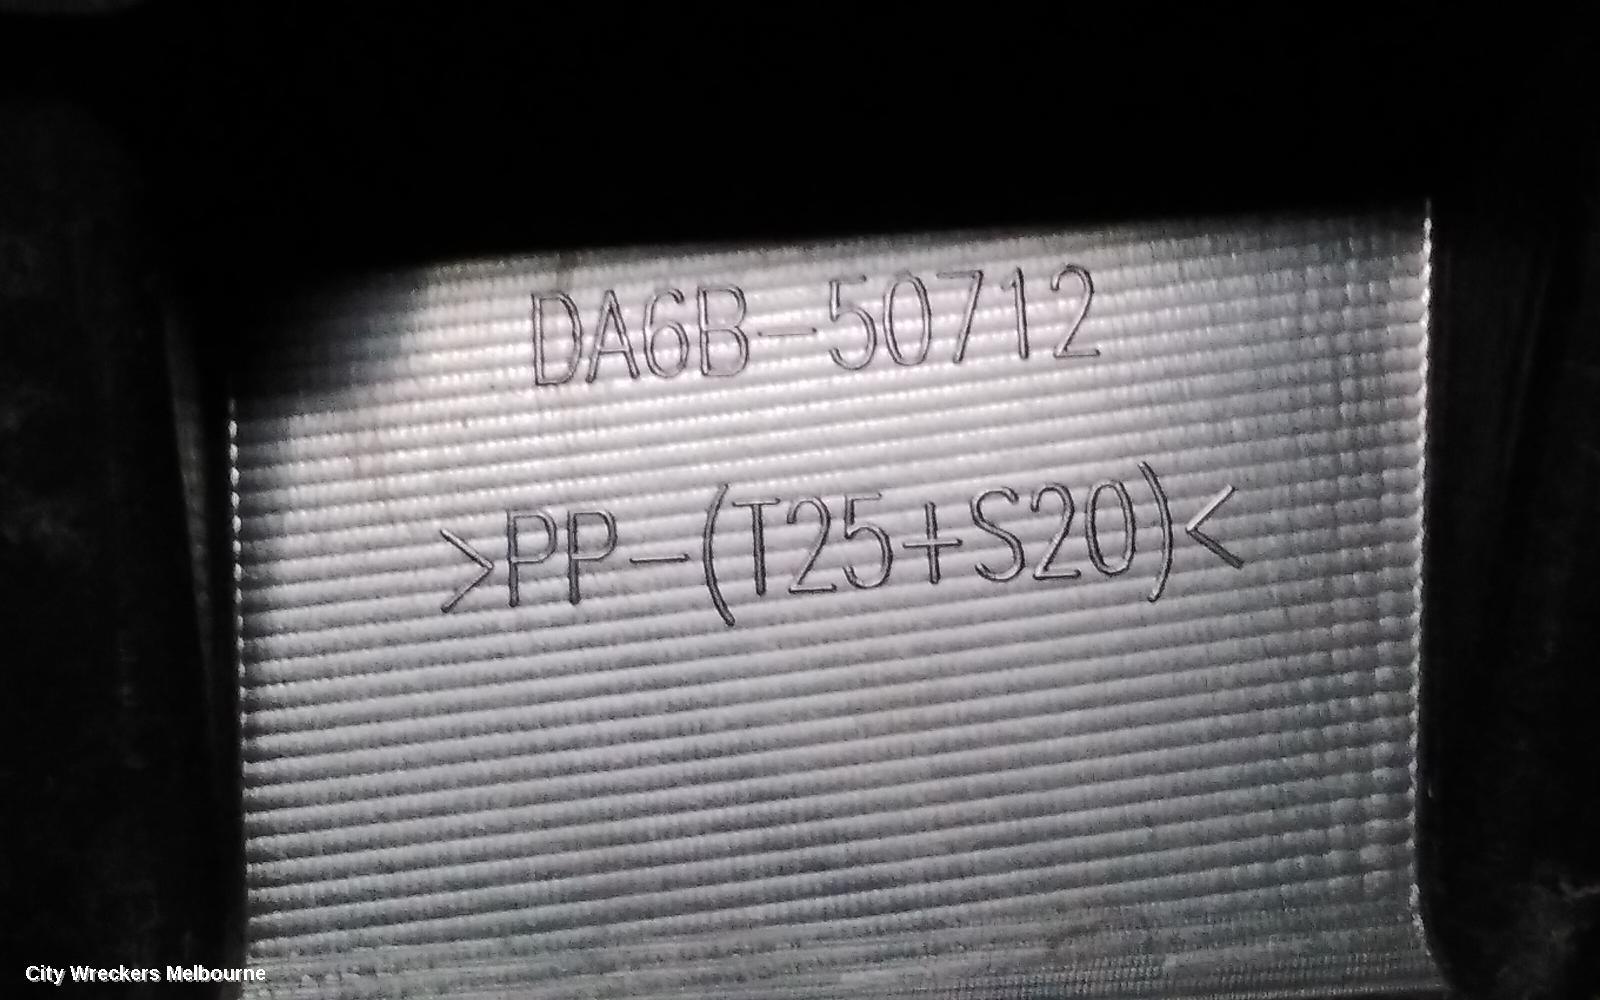 DA6B-50712
>PP-(T25+S20)<
City Wreckers Melbourne